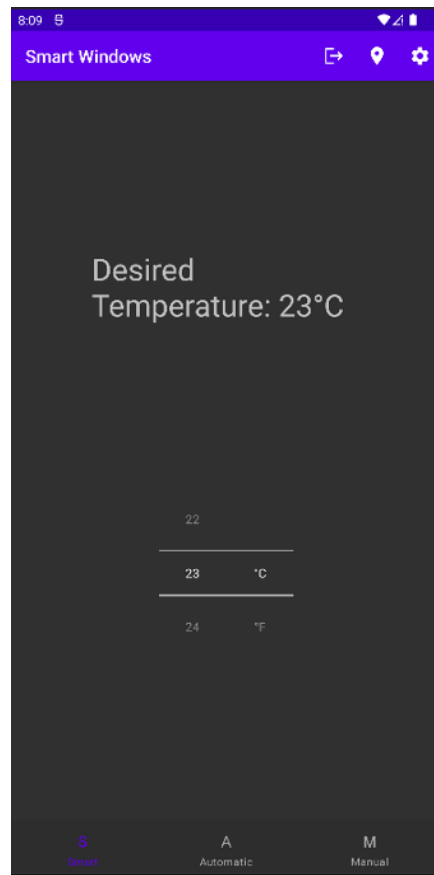 8:09
Smart Windows
Desired
Temperature: 23°C
22
23 °C
24 °F
S A M
Smart Automatic Manual